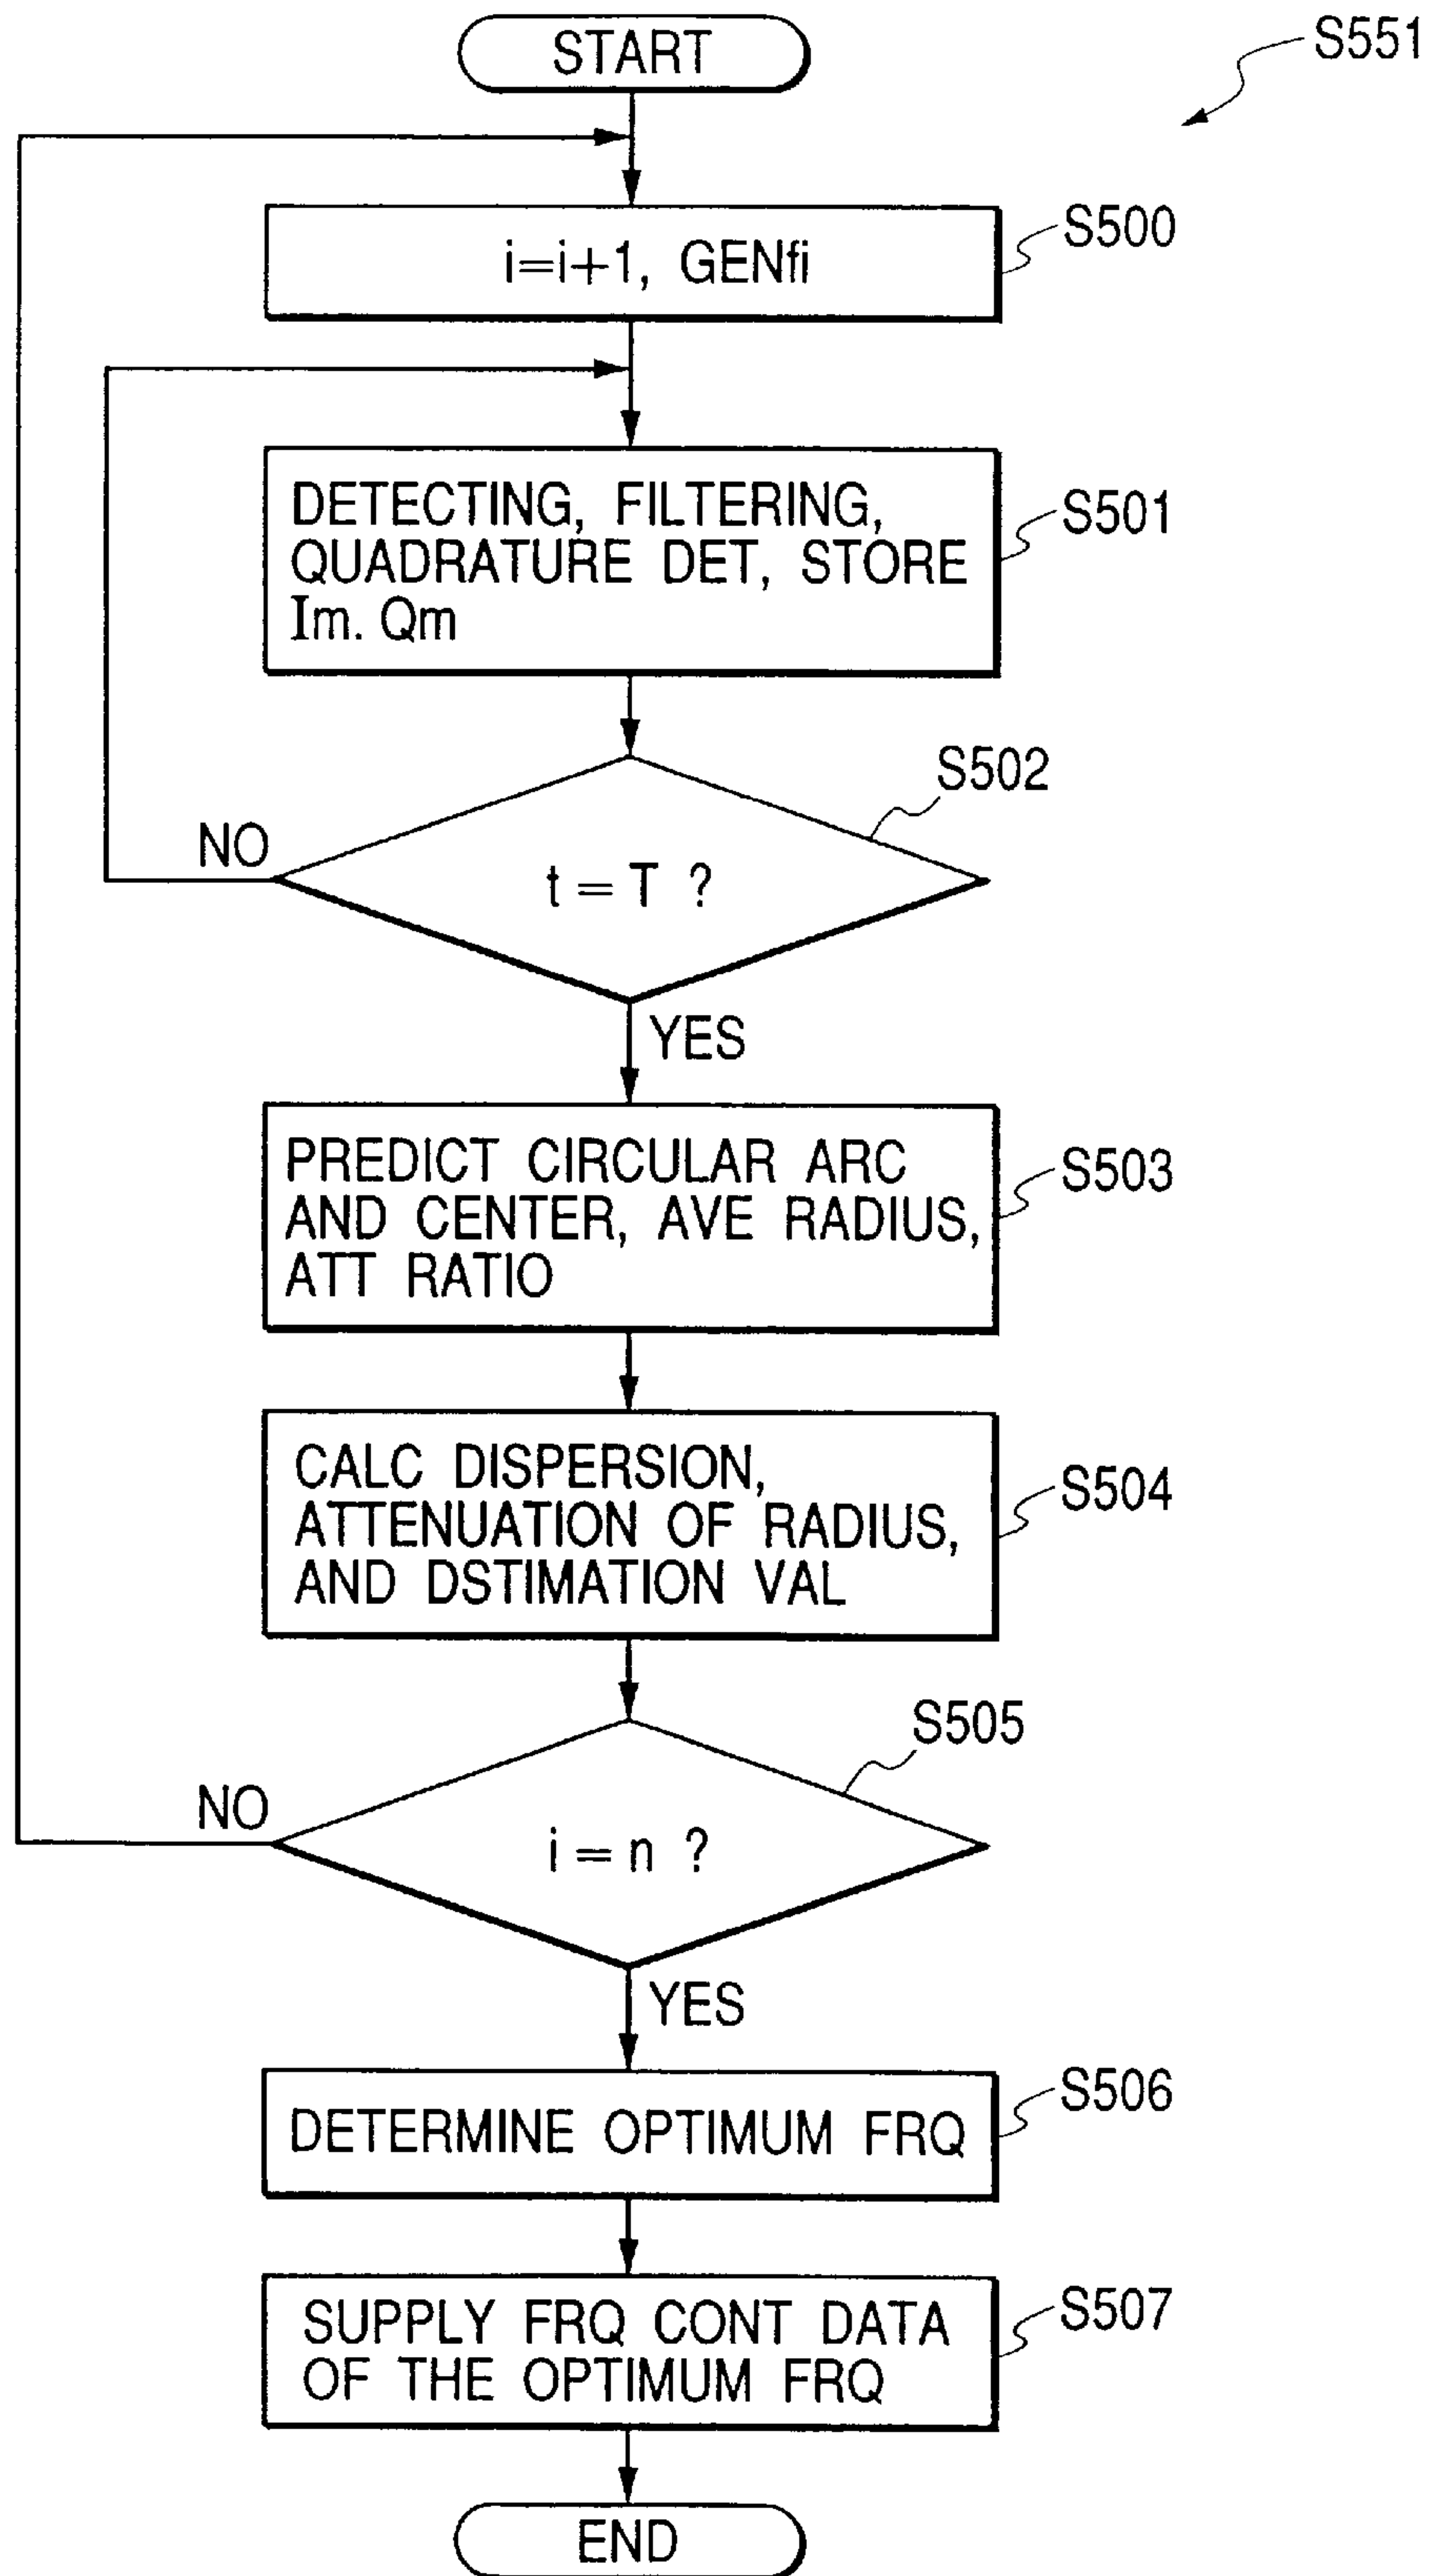 START
S551
i=i+1, GENfi
S500
DETECTING, FILTERING,
QUADRATURE DET, STORE
Im. Qm
S501
S502
NO
t = T ?
YES
PREDICT CIRCULAR ARC
AND CENTER, AVE RADIUS,
ATT RATIO
S503
CALC DISPERSION,
ATTENUATION OF RADIUS,
AND DSTIMATION VAL
S504
S505
NO
i = n ?
YES
DETERMINE OPTIMUM FRQ
S506
SUPPLY FRQ CONT DATA
OF THE OPTIMUM FRQ
S507
END